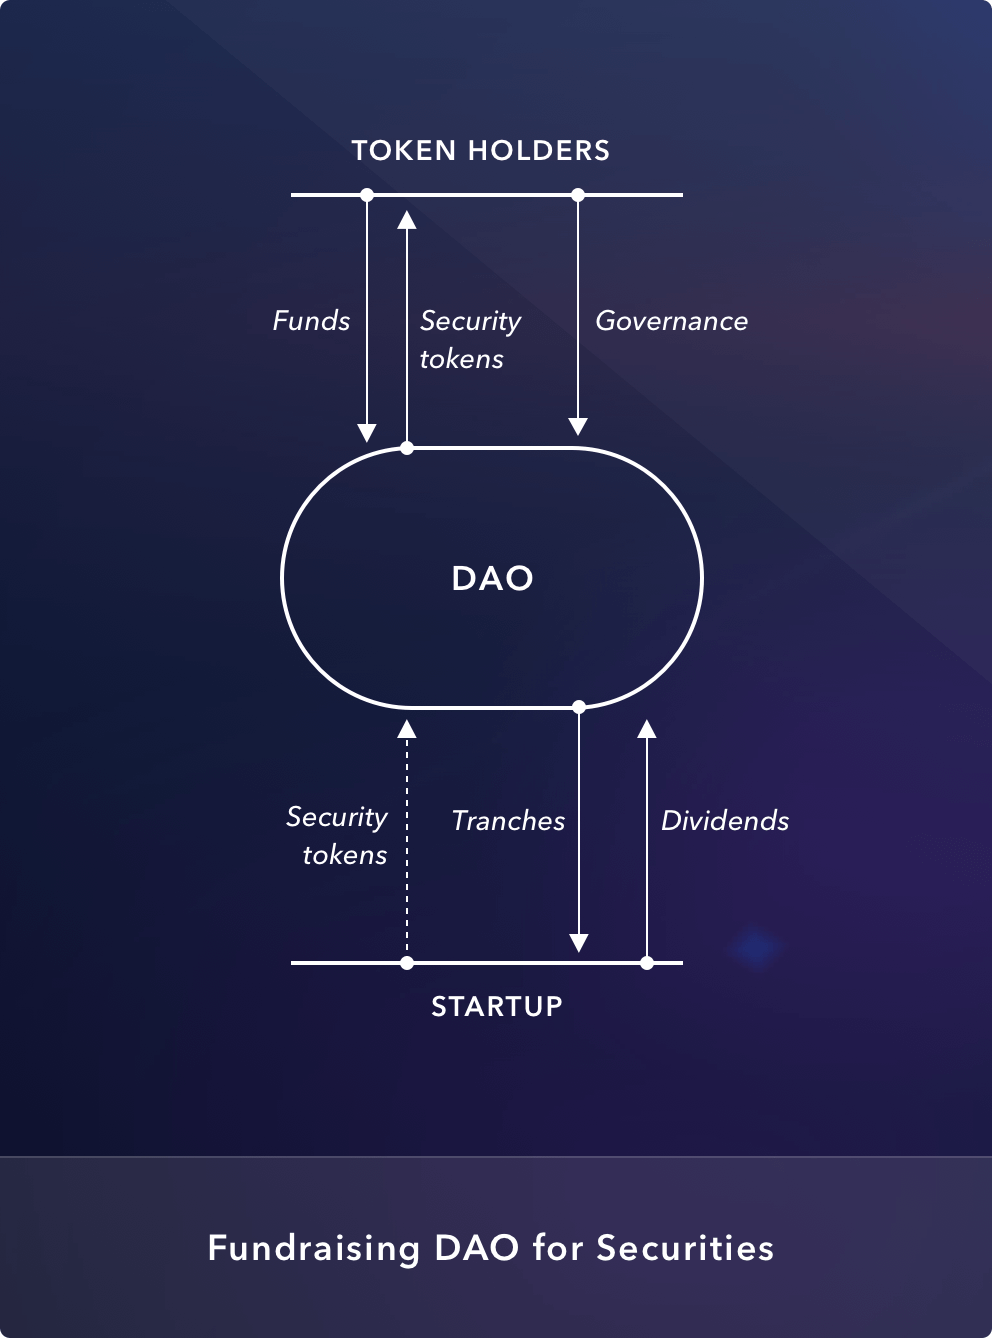 TOKEN HOLDERS
Funds
Security
tokens
Governance
DAO
Security
tokens
Tranches
Dividends
STARTUP
Fundraising DAO for Securities